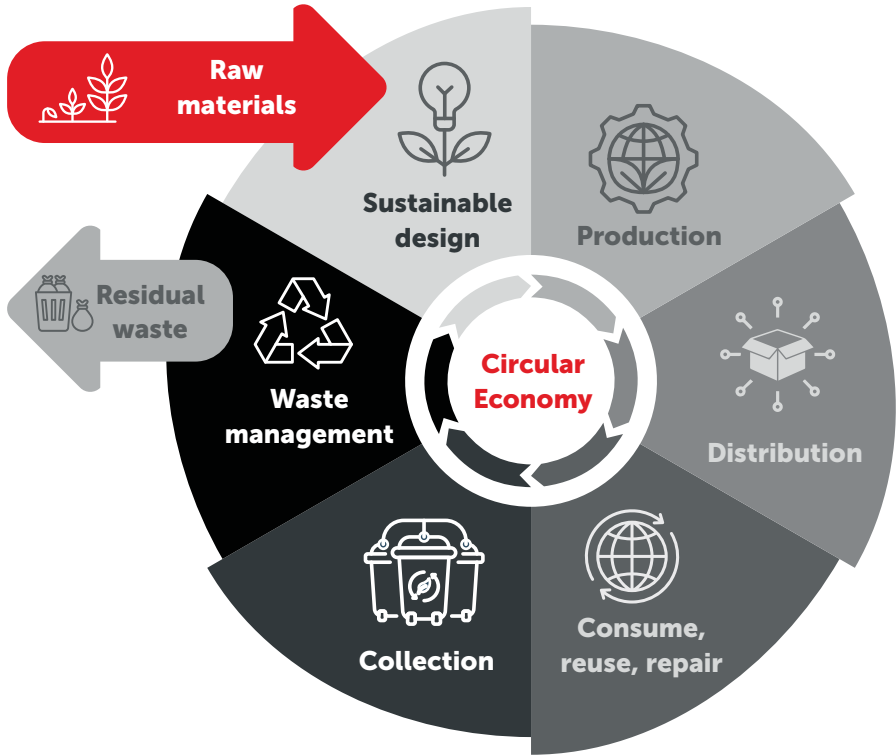 Raw
materials
Sustainable
design
Production
Residual
waste
Waste
management
Circular
Economy
Distribution
Collection
Consume,
reuse, repair